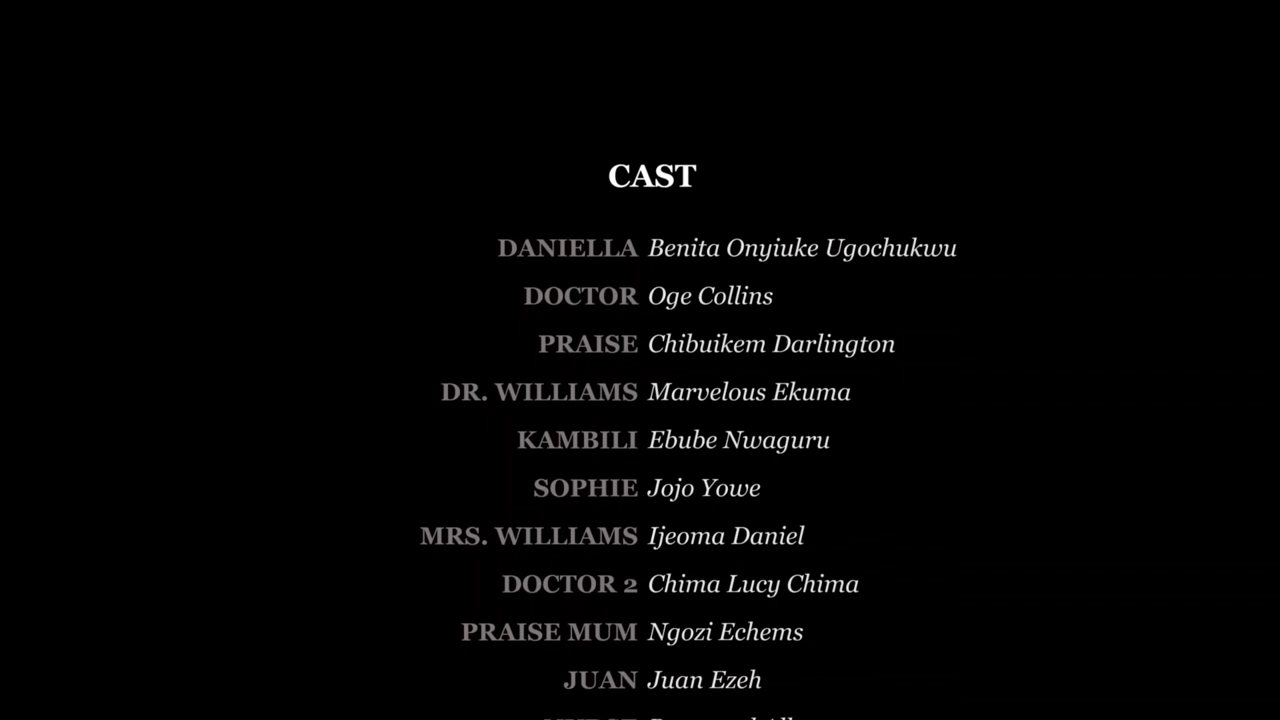 CAST
DANIELLA Benita Onyiuke Ugochukwu
DOCTOR Oge Collins
PRAISE Chibuikem Darlington
DR. WILLIAMS Marvelous Ekuma
KAMBILI Ebube Nwaguru
SOPHIE Jojo Yowe
MRS. WILLIAMS Ijeoma Daniel
DOCTOR 2 Chima Lucy Chima
PRAISE MUM Ngozi Echems
JUAN Juan Ezeh